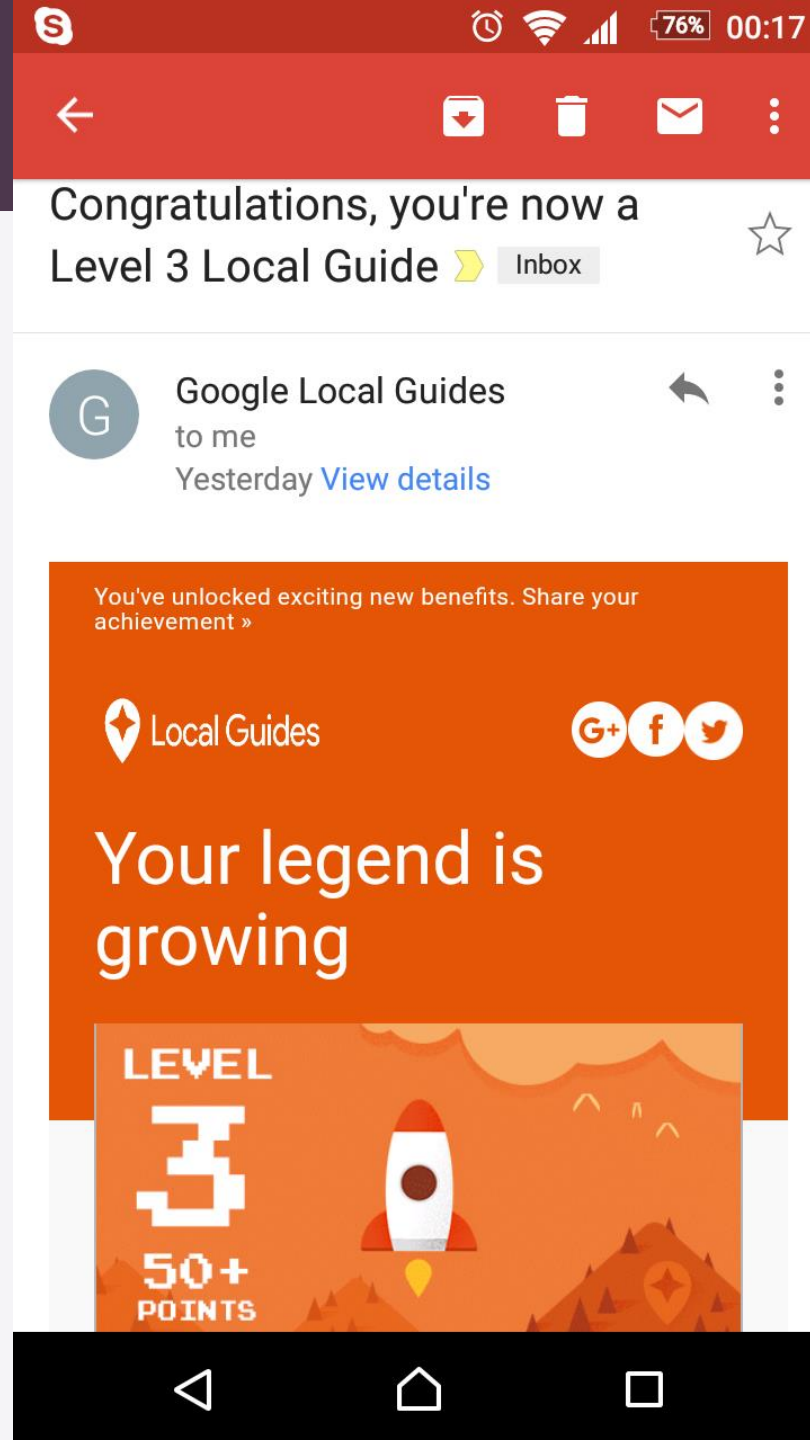 76% 00:17
Congratulations, you're now a
Level 3 Local Guide Inbox
G Google Local Guides
to me
Yesterday View details
You've unlocked exciting new benefits. Share your
achievement »
Local Guides G+ f
Your legend is
growing
LEVEL
3
50+
POINTS